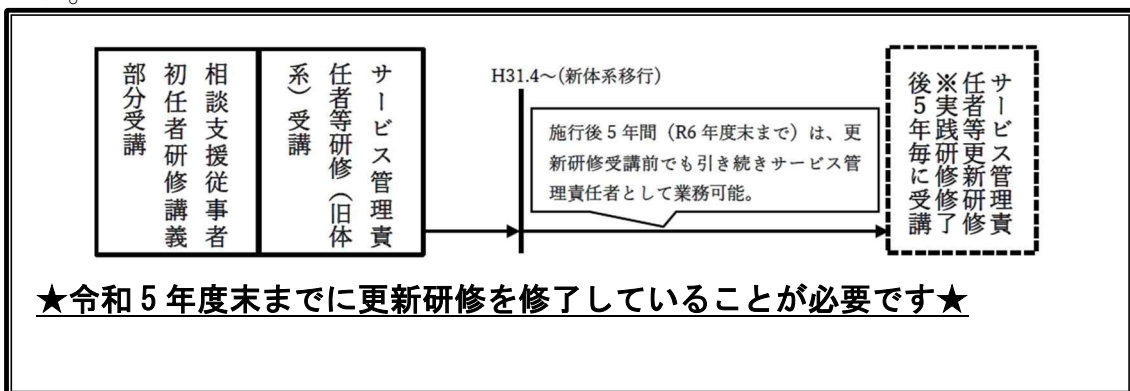 。
相談支援従事者
初任者研修講義
部分受講
サービス管理責
任者等研修（旧体
系）受講
H31.4～(新体系移行)
施行後5年間（R6年度末まで）は、更
新研修受講前でも引き続きサービス管
理責任者として業務可能。
サービス管理責
任者等更新研修
※実践研修修了
後5年毎に受講
★令和5年度末までに更新研修を修了していることが必要です★